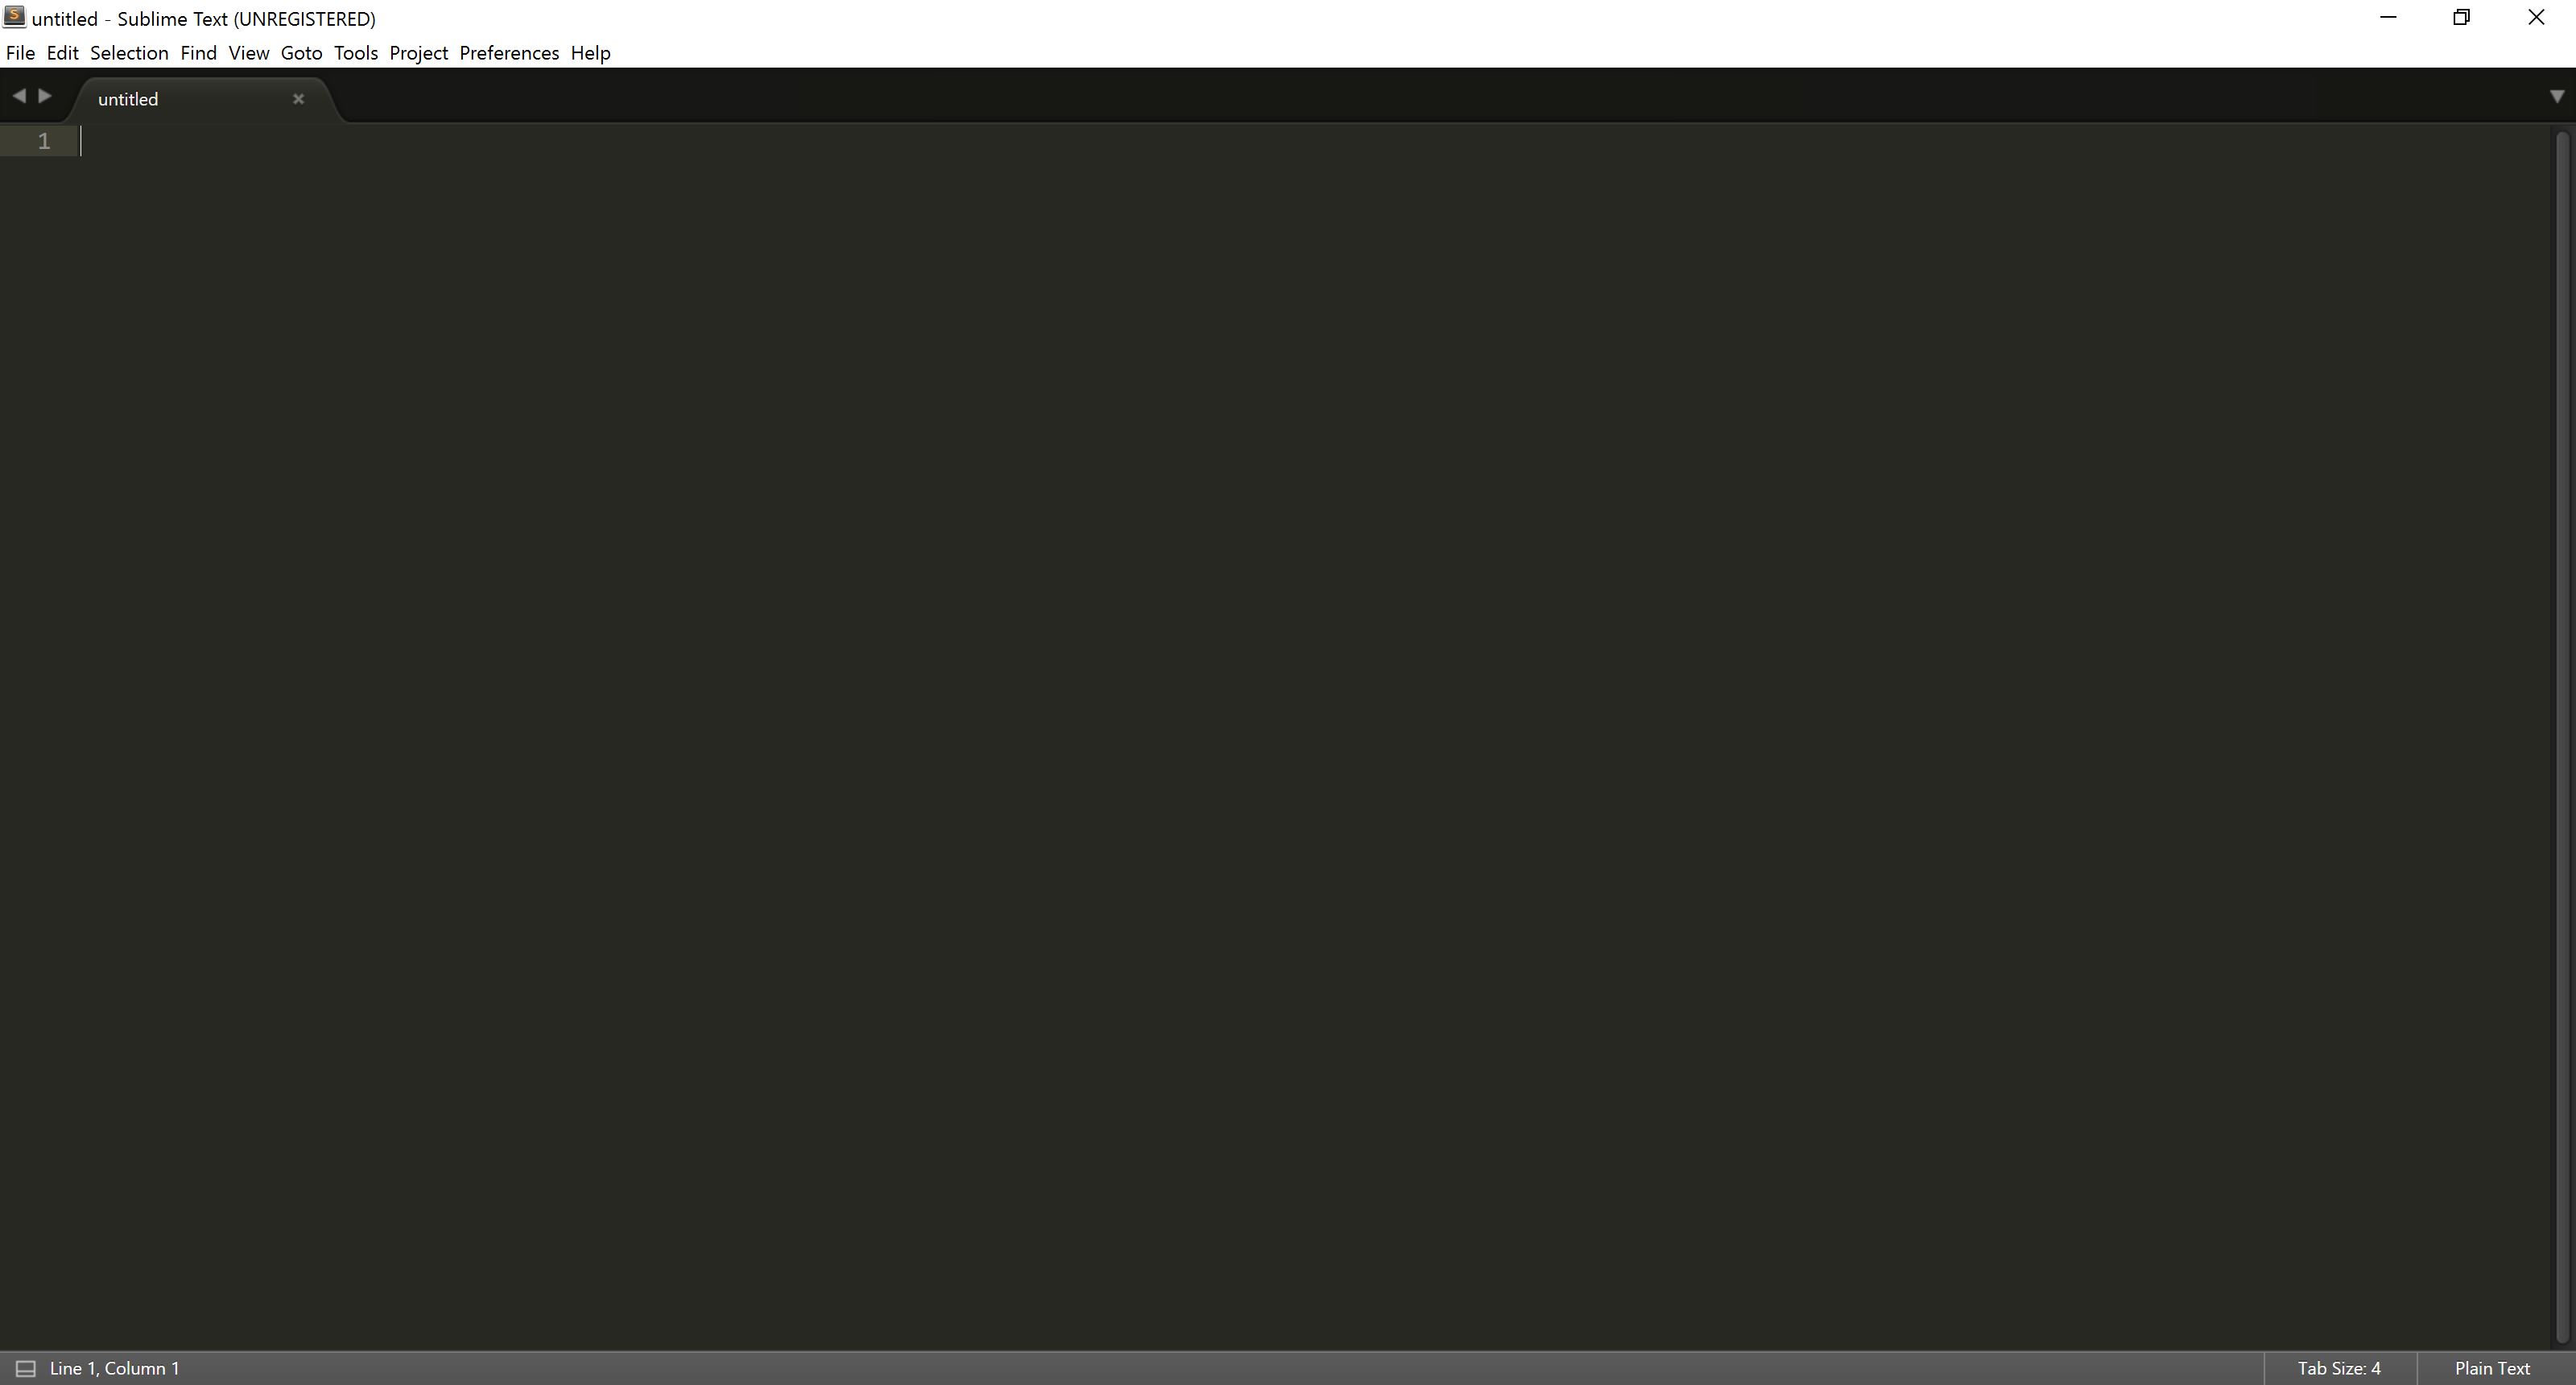 untitled - Sublime Text (UNREGISTERED)
File Edit Selection Find View Goto Tools Project Preferences Help
untitled
1
Line 1, Column 1 Tab Size: 4 Plain Text